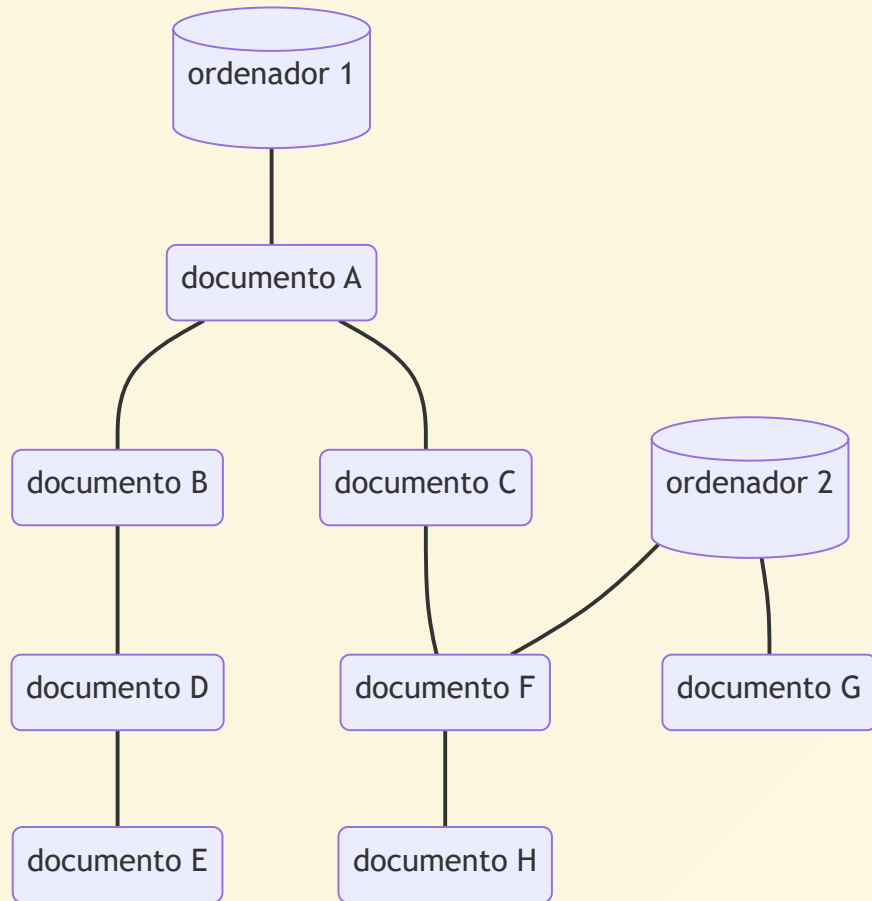 ordenador 1
documento A
documento B
documento C
ordenador 2
documento D
documento F
documento G
documento E
documento H